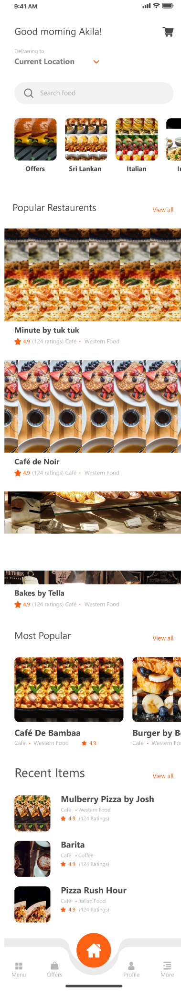 9:41 AM
Good morning Akila!
Delivering to
Current Location
Search food
Offers
Sri Lankan
Italian
Popular Restaurents
View all
Minute by tuk tuk
4.9 (124 ratings) Café • Western Food
Café de Noir
4.9 (124 ratings) Café • Western Food
METHODS
Bakes by Tella
4.9 (124 ratings) Café • Western Food
Most Popular
View all
Café De Bambaa
Café • Western Food 4.9
Burger by
Café • Western
Recent Items
View all
Mulberry Pizza by Josh
Café • Western Food
4.9 (124 Ratings)
Barita
Café • Coffee
4.9 (124 Ratings)
Pizza Rush Hour
Café • Italian Food
4.9 (124 Ratings)
Menu
Offers
Profile
More